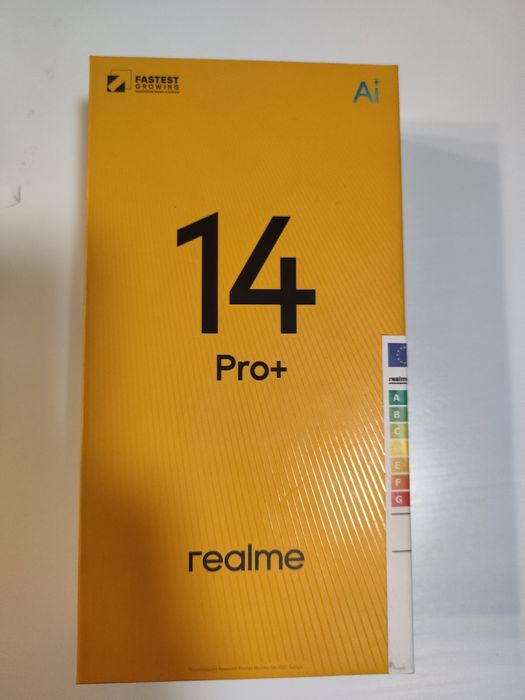 FASTEST
GROWING
Ai
14
Pro+
realme
A
B
C
D
E
F
G
realme